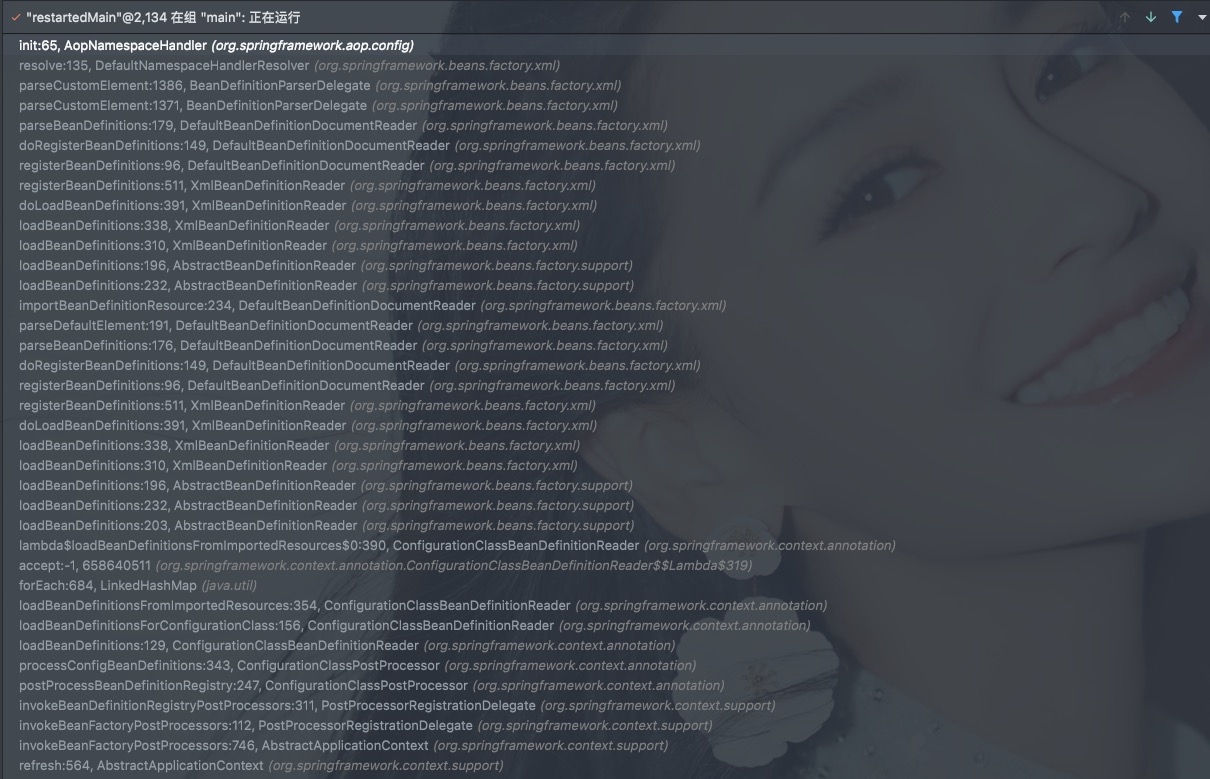 "restartedMain"@2,134 在组 "main": 正在运行
init:65, AopNamespaceHandler (org.springframework.aop.config)
resolve:135, DefaultNamespaceHandlerResolver (org.springframework.beans.factory.xml)
parseCustomElement:1386, BeanDefinitionParserDelegate (org.springframework.beans.factory.xml)
parseCustomElement:1371, BeanDefinitionParserDelegate (org.springframework.beans.factory.xml)
parseBeanDefinitions:179, DefaultBeanDefinitionDocumentReader (org.springframework.beans.factory.xml)
doRegisterBeanDefinitions:149, DefaultBeanDefinitionDocumentReader (org.springframework.beans.factory.xml)
registerBeanDefinitions:96, DefaultBeanDefinitionDocumentReader (org.springframework.beans.factory.xml)
registerBeanDefinitions:511, XmlBeanDefinitionReader (org.springframework.beans.factory.xml)
doLoadBeanDefinitions:391, XmlBeanDefinitionReader (org.springframework.beans.factory.xml)
loadBeanDefinitions:338, XmlBeanDefinitionReader (org.springframework.beans.factory.xml)
loadBeanDefinitions:310, XmlBeanDefinitionReader (org.springframework.beans.factory.xml)
loadBeanDefinitions:196, AbstractBeanDefinitionReader (org.springframework.beans.factory.support)
loadBeanDefinitions:232, AbstractBeanDefinitionReader (org.springframework.beans.factory.support)
importBeanDefinitionResource:234, DefaultBeanDefinitionDocumentReader (org.springframework.beans.factory.xml)
parseDefaultElement:191, DefaultBeanDefinitionDocumentReader (org.springframework.beans.factory.xml)
parseBeanDefinitions:176, DefaultBeanDefinitionDocumentReader (org.springframework.beans.factory.xml)
doRegisterBeanDefinitions:149, DefaultBeanDefinitionDocumentReader (org.springframework.beans.factory.xml)
registerBeanDefinitions:96, DefaultBeanDefinitionDocumentReader (org.springframework.beans.factory.xml)
registerBeanDefinitions:511, XmlBeanDefinitionReader (org.springframework.beans.factory.xml)
doLoadBeanDefinitions:391, XmlBeanDefinitionReader (org.springframework.beans.factory.xml)
loadBeanDefinitions:338, XmlBeanDefinitionReader (org.springframework.beans.factory.xml)
loadBeanDefinitions:310, XmlBeanDefinitionReader (org.springframework.beans.factory.xml)
loadBeanDefinitions:196, AbstractBeanDefinitionReader (org.springframework.beans.factory.support)
loadBeanDefinitions:232, AbstractBeanDefinitionReader (org.springframework.beans.factory.support)
loadBeanDefinitions:203, AbstractBeanDefinitionReader (org.springframework.beans.factory.support)
lambda$loadBeanDefinitionsFromImportedResources$0:390, ConfigurationClassBeanDefinitionReader (org.springframework.context.annotation)
accept:-1, 658640511 (org.springframework.context.annotation.ConfigurationClassBeanDefinitionReader$$Lambda$319)
forEach:684, LinkedHashMap (java.util)
loadBeanDefinitionsFromImportedResources:354, ConfigurationClassBeanDefinitionReader (org.springframework.context.annotation)
loadBeanDefinitionsForConfigurationClass:156, ConfigurationClassBeanDefinitionReader (org.springframework.context.annotation)
loadBeanDefinitions:129, ConfigurationClassBeanDefinitionReader (org.springframework.context.annotation)
processConfigBeanDefinitions:343, ConfigurationClassPostProcessor (org.springframework.context.annotation)
postProcessBeanDefinitionRegistry:247, ConfigurationClassPostProcessor (org.springframework.context.annotation)
invokeBeanDefinitionRegistryPostProcessors:311, PostProcessorRegistrationDelegate (org.springframework.context.support)
invokeBeanFactoryPostProcessors:112, PostProcessorRegistrationDelegate (org.springframework.context.support)
invokeBeanFactoryPostProcessors:746, AbstractApplicationContext (org.springframework.context.support)
refresh:564, AbstractApplicationContext (org.springframework.context.support)